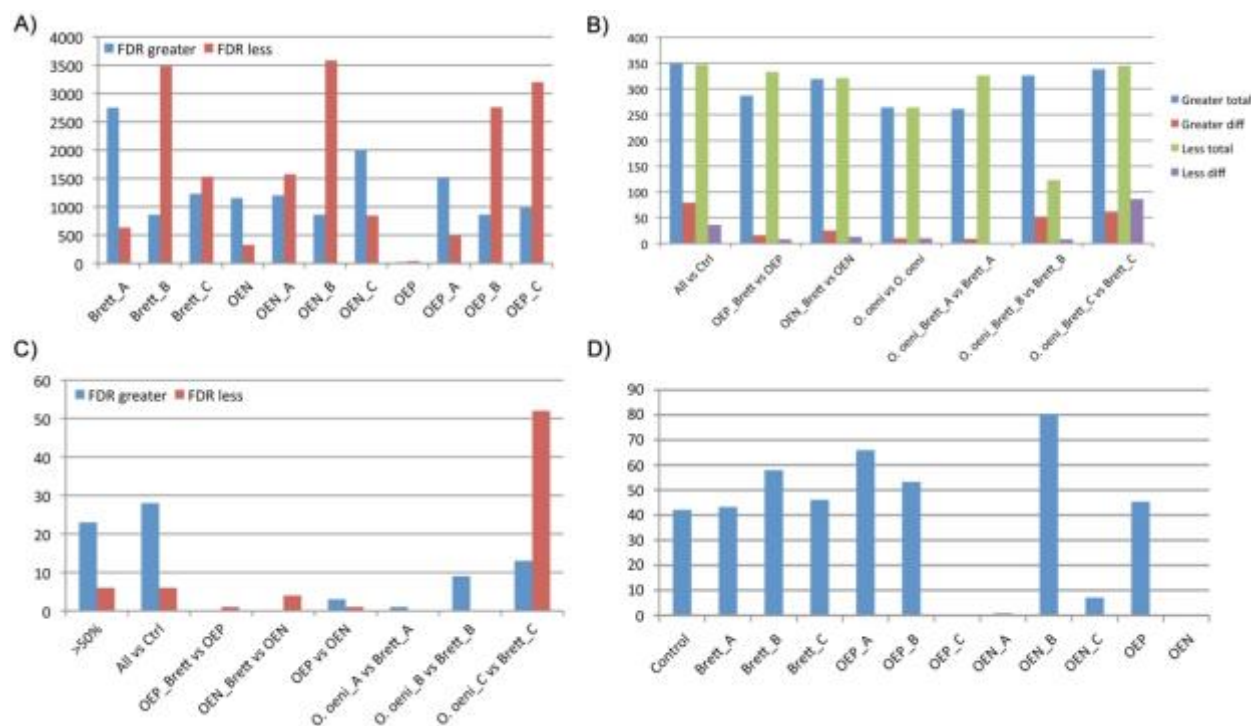 A)
FDR greater FDR less
4000
3500
3000
2500
2000
1500
1000
500
0
Brett_A Brett_B Brett_C OEN OEN_A OEN_B OEN_C OEP OEP_A OEP_B OEP_C
B)
400
350
300
250
200
150
100
50
0
Greater total
Greater diff
Less total
Less diff
All vs Ctrl OEP_Brett vs OEP OEN_Brett vs OEN O. oeni vs O. oeni O. oeni_Brett_A vs Brett_A O. oeni_Brett_B vs Brett_B O. oeni_Brett_C vs Brett_C
C)
60
FDR greater FDR less
50
40
30
20
10
0
>50% All vs Ctrl OEP_Brett vs OEP OEN_Brett vs OEN OEP vs OEN O. oeni_A vs Brett_A O. oeni_B vs Brett_B O. oeni_C vs Brett_C
D)
90
80
70
60
50
40
30
20
10
0
Control Brett_A Brett_B Brett_C OEP_A OEP_B OEP_C OEN_A OEN_B OEN_C OEP OEN